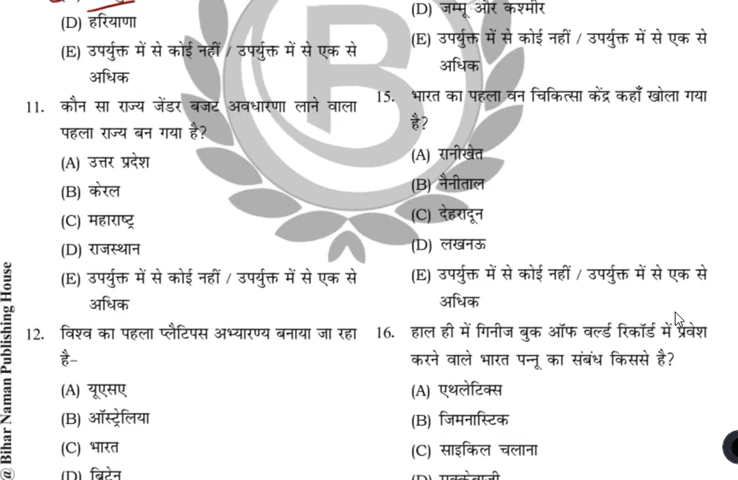 (D) हरियाणा
(E) उपर्युक्त में से कोई नहीं / उपर्युक्त में से एक से
अधिक
11. कौन सा राज्य जेंडर बजट अवधारणा लाने वाला
पहला राज्य बन गया है?
(A) उत्तर प्रदेश
(B) केरल
(C) महाराष्ट्र
(D) राजस्थान
(E) उपर्युक्त में से कोई नहीं / उपर्युक्त में से एक से
अधिक
12. विश्व का पहला प्लैटिपस अभ्यारण्य बनाया जा रहा
है–
(A) यूएसए
(B) ऑस्ट्रेलिया
(C) भारत
(D) ब्रिटेन
(D) जम्मू और कश्मीर
(E) उपर्युक्त में से कोई नहीं / उपर्युक्त में से एक से
अधिक
15. भारत का पहला वन चिकित्सा केंद्र कहाँ खोला गया
है?
(A) रानीखेत
(B) नैनीताल
(C) देहरादून
(D) लखनऊ
(E) उपर्युक्त में से कोई नहीं / उपर्युक्त में से एक से
अधिक
16. हाल ही में गिनीज बुक ऑफ वर्ल्ड रिकॉर्ड में प्रवेश
करने वाले भारत पन्नू का संबंध किससे है?
(A) एथलेटिक्स
(B) जिमनास्टिक
(C) साइकिल चलाना
(D) मुक्केबाजी
@ Bihar Naman Publishing House
B